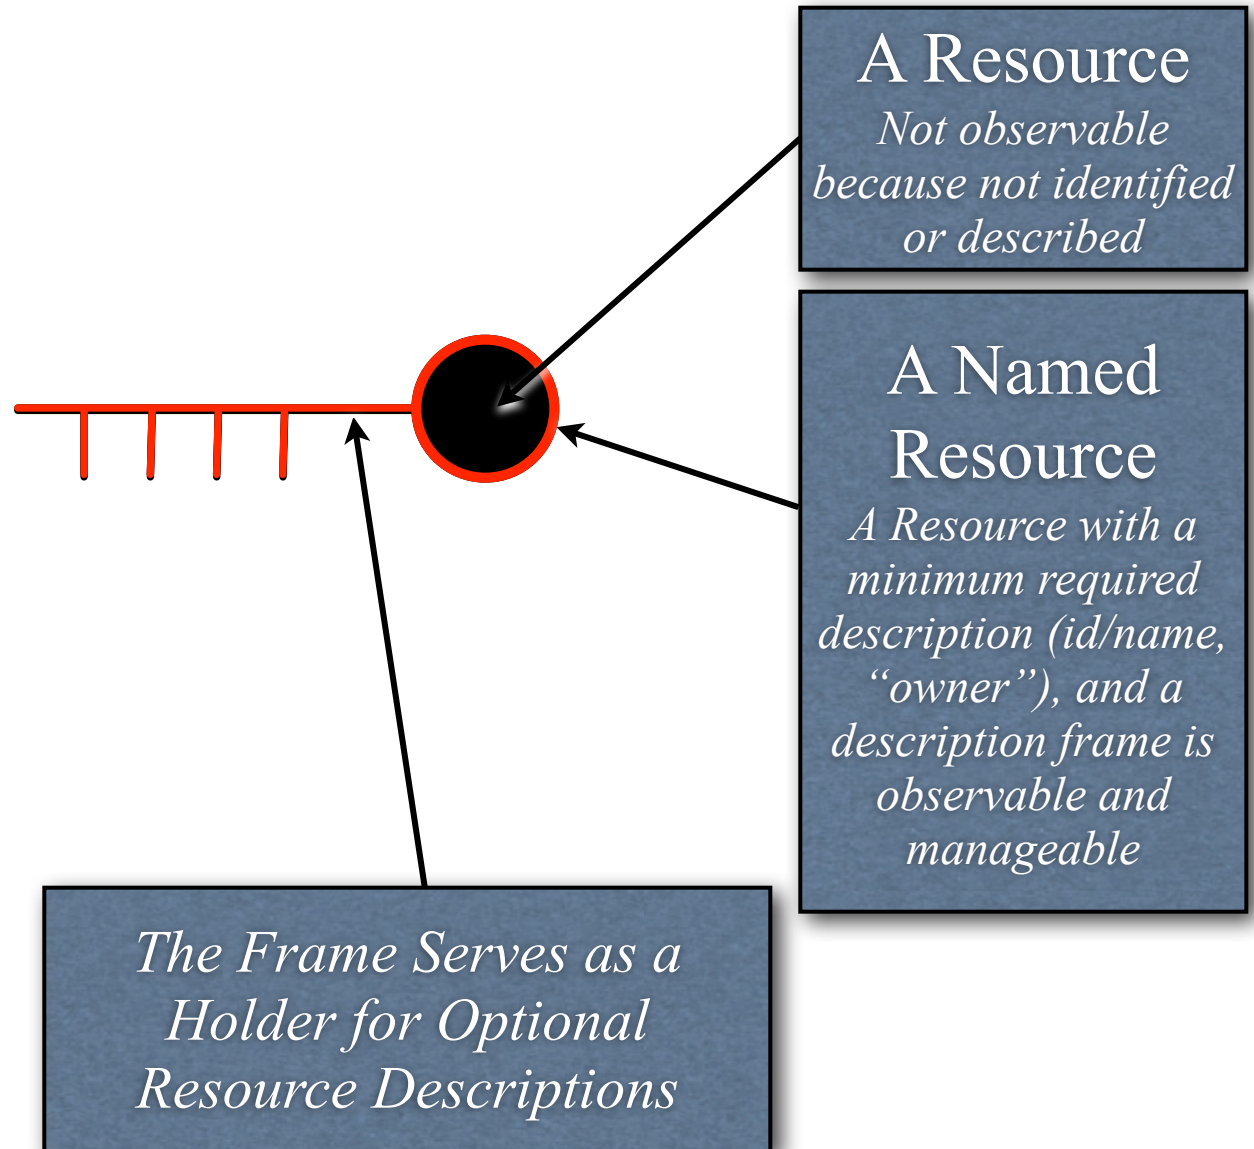 A Resource
Not observable
because not identified
or described
A Named
Resource
A Resource with a
minimum required
description (id/name,
“owner”), and a
description frame is
observable and
manageable
The Frame Serves as a
Holder for Optional
Resource Descriptions